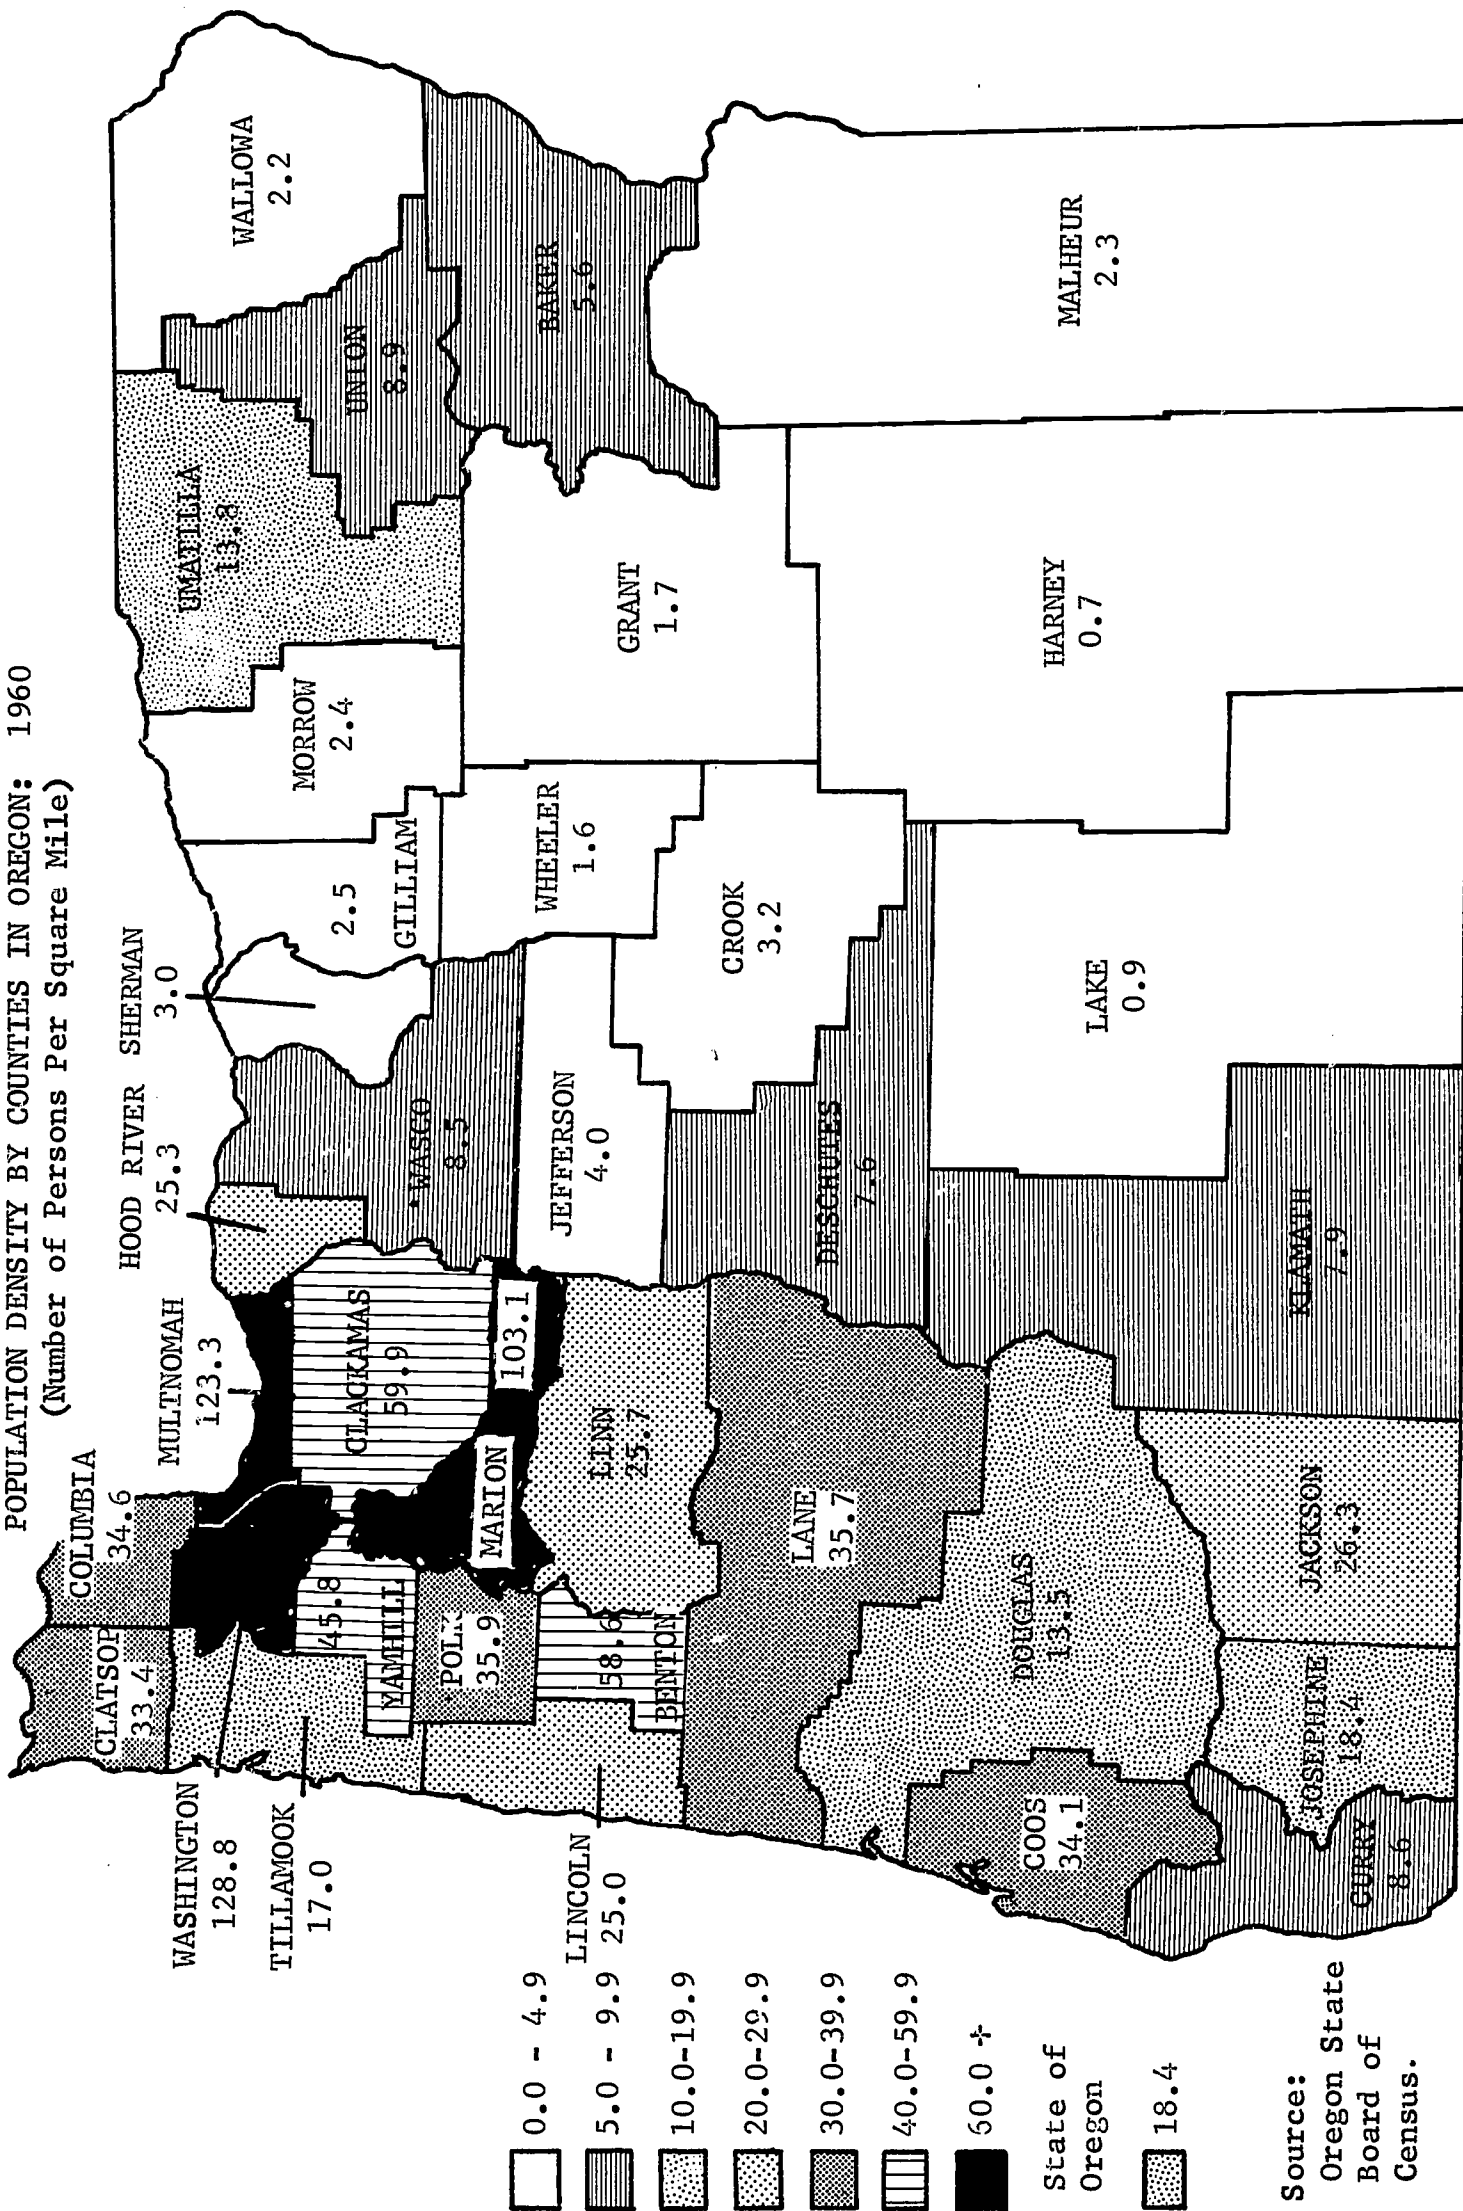 POPULATION DENSITY BY COUNTIES IN OREGON: 1960
(Number of Persons Per Square Mile)
CLATSOP
33.4
COLUMBIA
34.6
MULTNOMAH
123.3
HOOD RIVER
25.3
SHERMAN
3.0
WASHINGTON
128.8
TILLAMOOK
17.0
45.8
YAMHILL
CLACKAMAS
59.9
POLK
35.9
MARION
103.1
LINCOLN
25.0
58.6
BENTON
LINN
25.7
WASCO
8.5
2.5
GILLIAM
MORROW
2.4
UMATILLA
13.8
UNION
8.9
WALLOWA
2.2
BAKER
5.6
JEFFERSON
4.0
WHEELER
1.6
GRANT
1.7
CROOK
3.2
DESCHUTES
7.6
LANE
35.7
DOUGLAS
13.5
COOS
34.1
CURRY
8.6
JOSEPHINE
18.4
JACKSON
26.3
KLAMATH
7.9
LAKE
0.9
HARNEY
0.7
MALHEUR
2.3
0.0 - 4.9
5.0 - 9.9
10.0-19.9
20.0-29.9
30.0-39.9
40.0-59.9
60.0 +
State of
Oregon
18.4
Source:
Oregon State
Board of
Census.